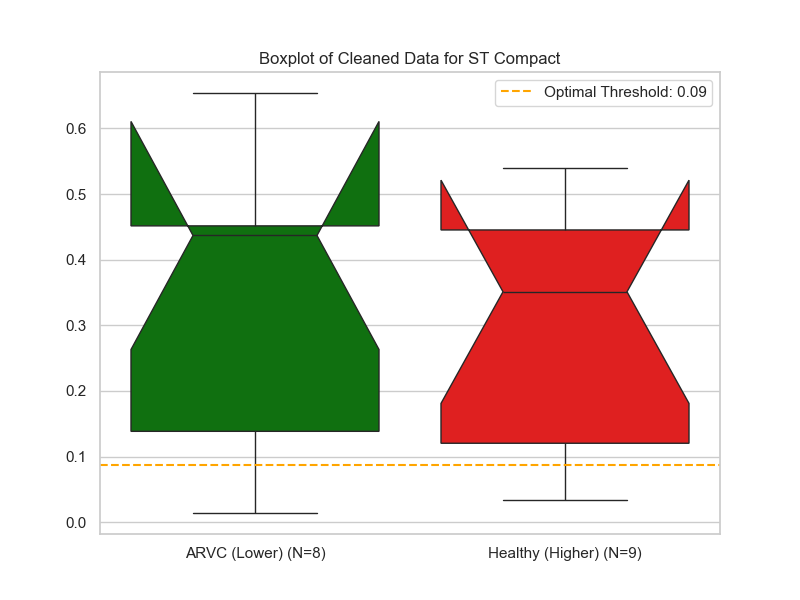 Boxplot of Cleaned Data for ST Compact
Optimal Threshold: 0.09
0.6
0.5
0.4
0.3
0.2
0.1
0.0
ARVC (Lower) (N=8)
Healthy (Higher) (N=9)